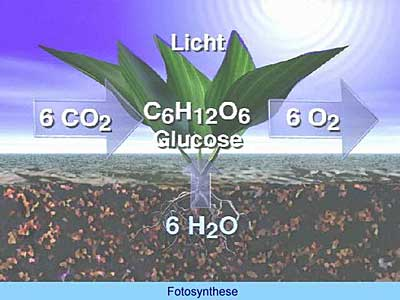 Licht
6 CO2
C6H12O6
Glucose
6 O2
6 H2O
Fotosynthese